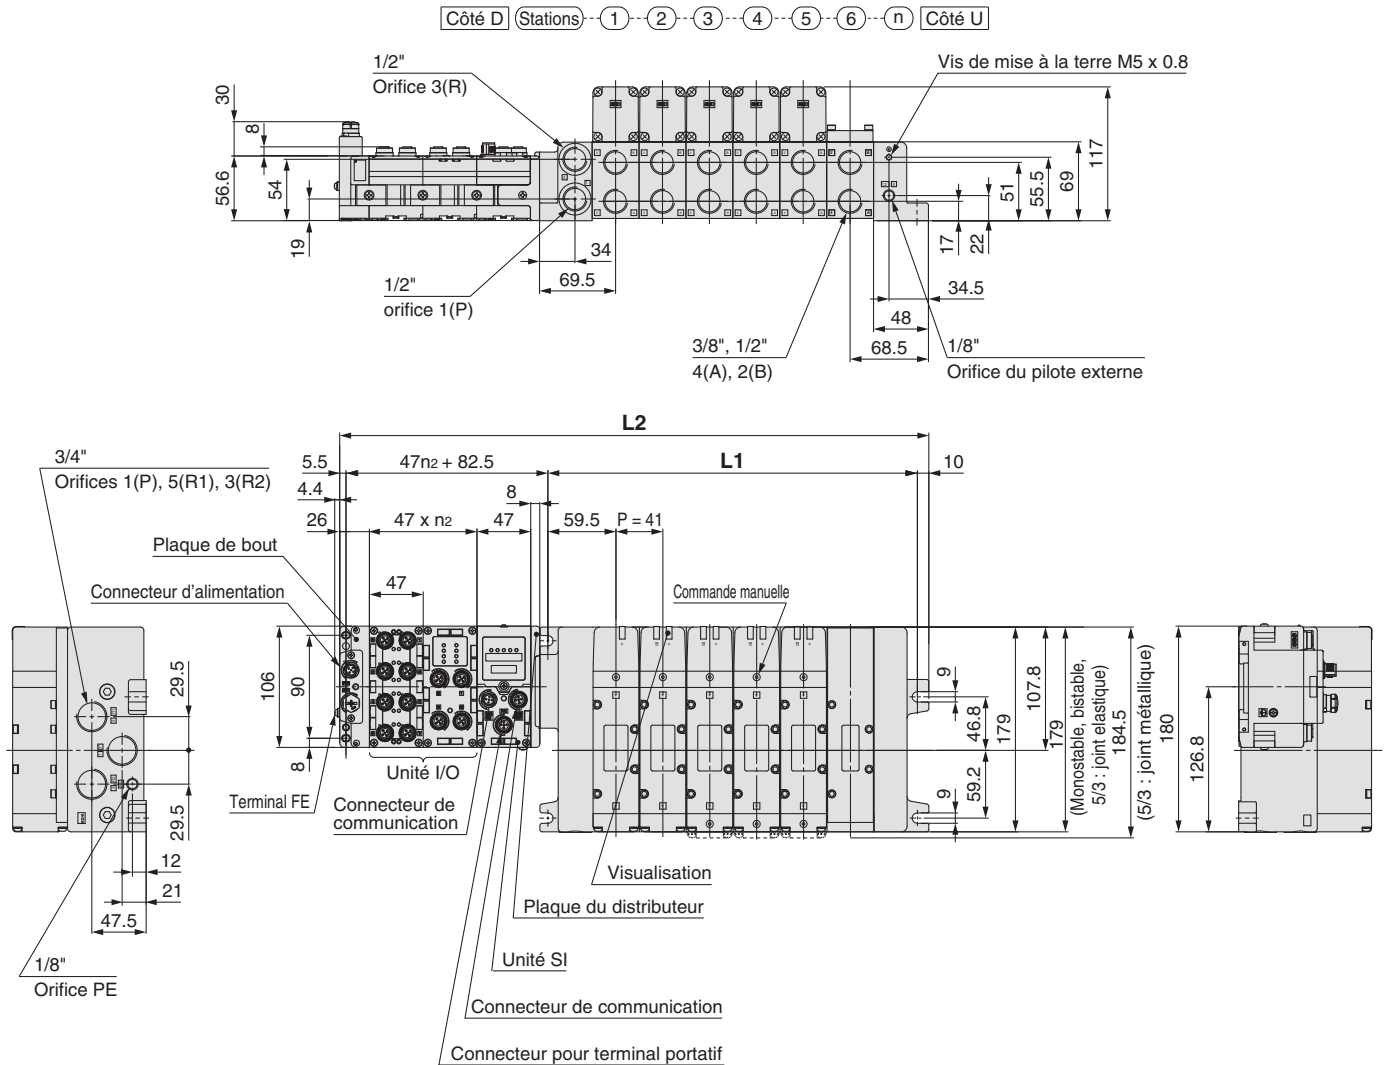 Côté D Stations 1 2 3 4 5 6 n Côté U
1/2"
Orifice 3(R)
Vis de mise à la terre M5 x 0.8
30
8
56.6
54
19
34
69.5
1/2"
orifice 1(P)
117
69
55.5
51
17
22
34.5
48
68.5
3/8", 1/2"
4(A), 2(B)
1/8"
Orifice du pilote externe
L2
3/4"
Orifices 1(P), 5(R1), 3(R2)
5.5
47n2 + 82.5
L1
10
4.4
8
26
47 x n2
47
59.5
P = 41
Plaque de bout
47
Connecteur d'alimentation
Commande manuelle
29.5
29.5
106
90
8
9
46.8
107.8
179
179
(Monostable, bistable,
5/3 : joint elastique)
184.5
(5/3 : joint métallique)
59.2
9
180
126.8
Unité I/O
Terminal FE
Connecteur de
communication
12
21
47.5
Visualisation
Plaque du distributeur
1/8"
Orifice PE
Unité SI
Connecteur de communication
Connecteur pour terminal portatif